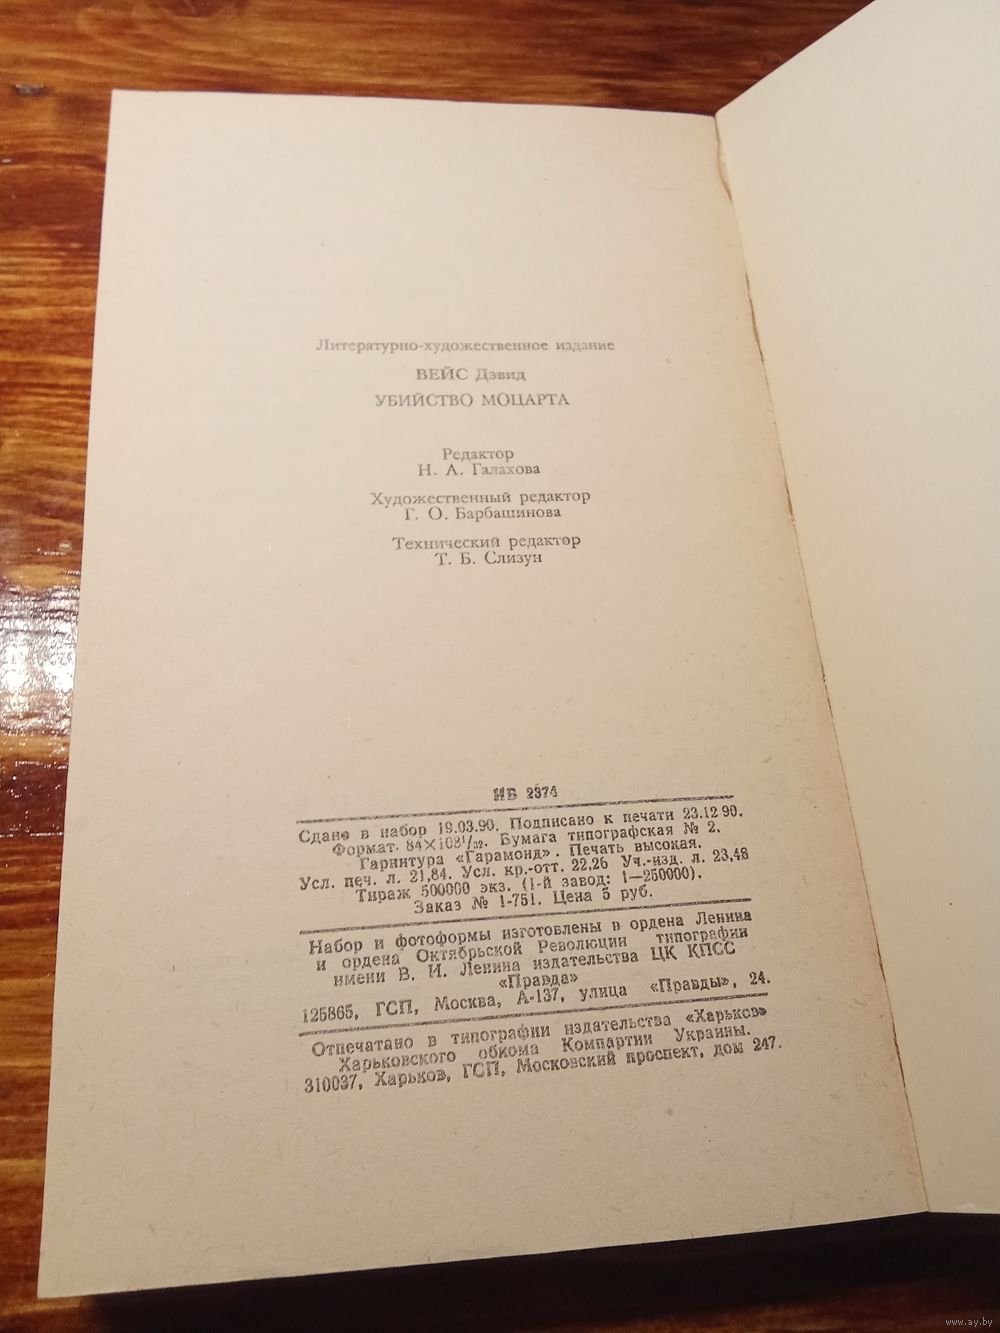 Литературно-художественное издание
ВЕЙС Дэвид
УБИЙСТВО МОЦАРТА
Редактор
Н. А. Галахова
Художественный редактор
Г. О. Барбашинова
Технический редактор
Т. Б. Слизун
ИБ 2374
Сдано в набор 19.03.90. Подписано к печати 23.12 90.
Формат 84×108¹/₃₂. Бумага типографская № 2.
Гарнитура «Гарамонд». Печать высокая.
Усл. печ. л. 21,84. Усл. кр.-отт. 22,26 Уч.-изд. л. 23,48
Тираж 500000 экз. (1-й завод: 1—250000).
Заказ № 1-751. Цена 5 руб.
Набор и фотоформы изготовлены в ордена Ленина
и ордена Октябрьской Революции типографии
имени В. И. Ленина издательства ЦК КПСС
«Правда»
125865, ГСП, Москва, А-137, улица «Правды», 24.
Отпечатано в типографии издательства «Харьков»
Харьковского обкома Компартии Украины.
310037, Харьков, ГСП, Московский проспект, дом 247.
www.ay.by